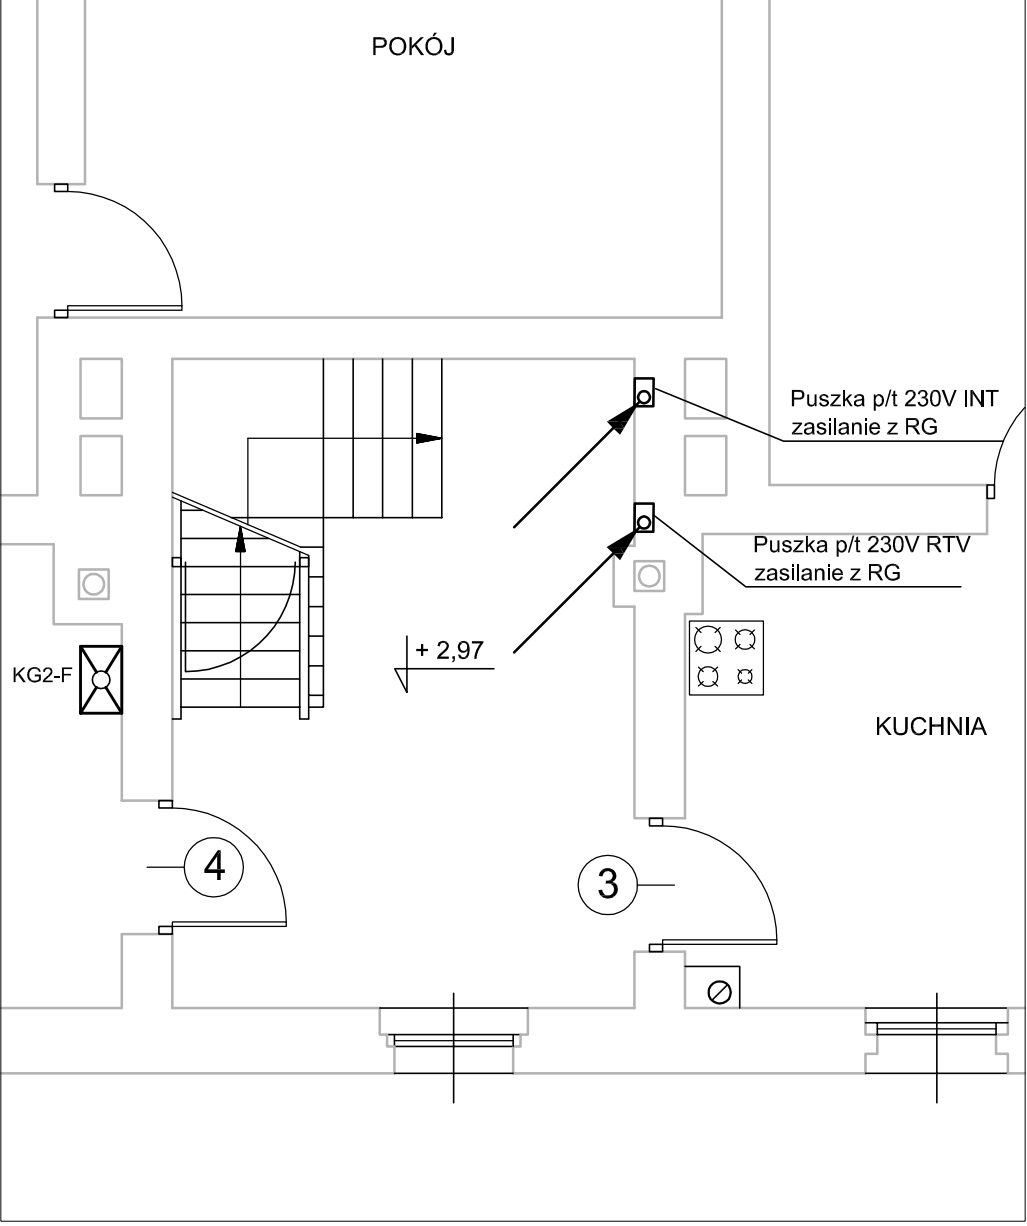 POKÓJ
Puszka p/t 230V INT
zasilanie z RG
Puszka p/t 230V RTV
zasilanie z RG
+ 2,97
KG2-F
KUCHNIA
4
3